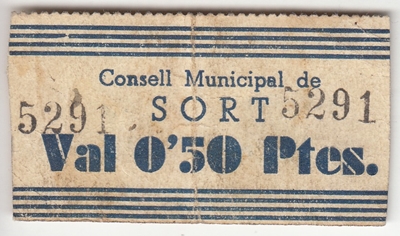 Consell Municipal de
5291 SORT 5291
Val 0'50 Ptes.